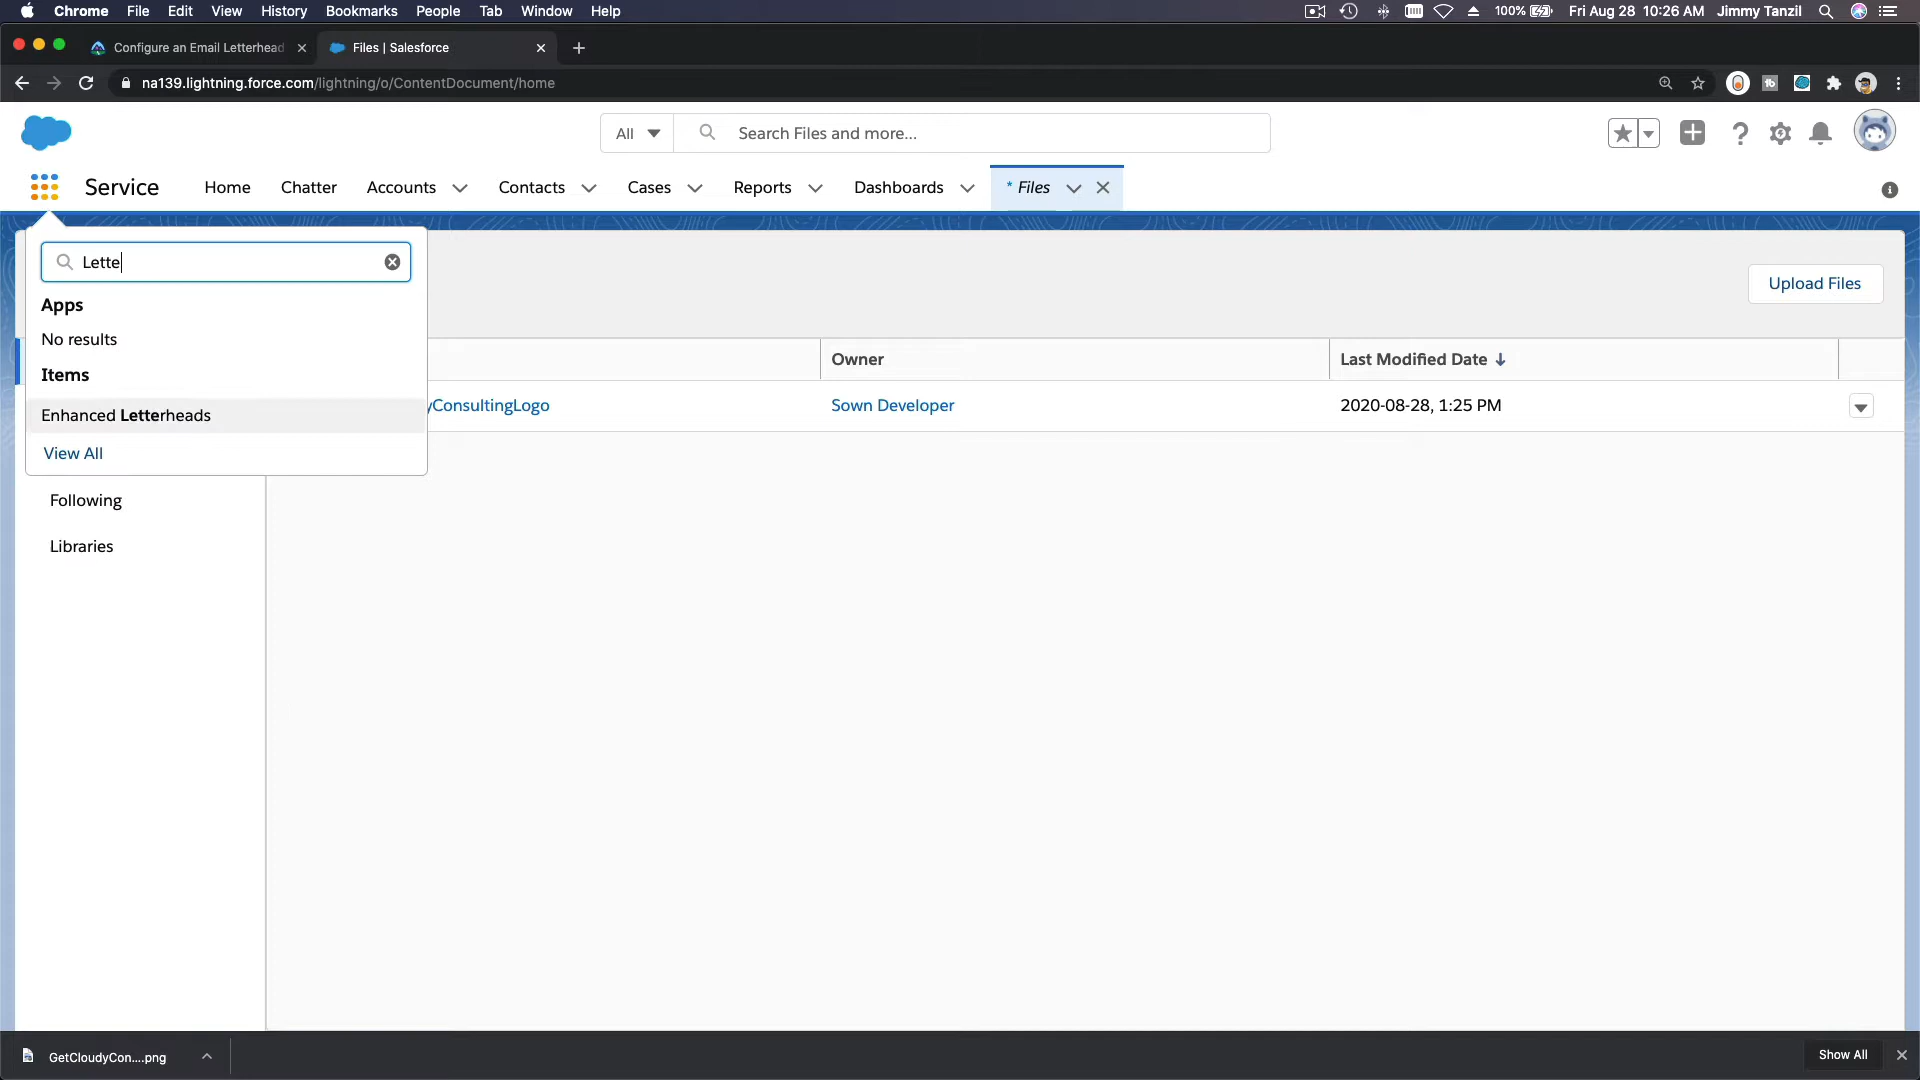 Chrome File Edit View History Bookmarks People Tab Window Help 100% Fri Aug 28 10:26 AM Jimmy Tanzil
Configure an Email Letterhead Files | Salesforce
na139.lightning.force.com/lightning/o/ContentDocument/home
All Search Files and more...
Service Home Chatter Accounts Contacts Cases Reports Dashboards * Files
Lette
Apps
No results
Items
Enhanced Letterheads
View All
Upload Files
Owner Last Modified Date
yConsultingLogo Sown Developer 2020-08-28, 1:25 PM
Following
Libraries
GetCloudyCon....png Show All